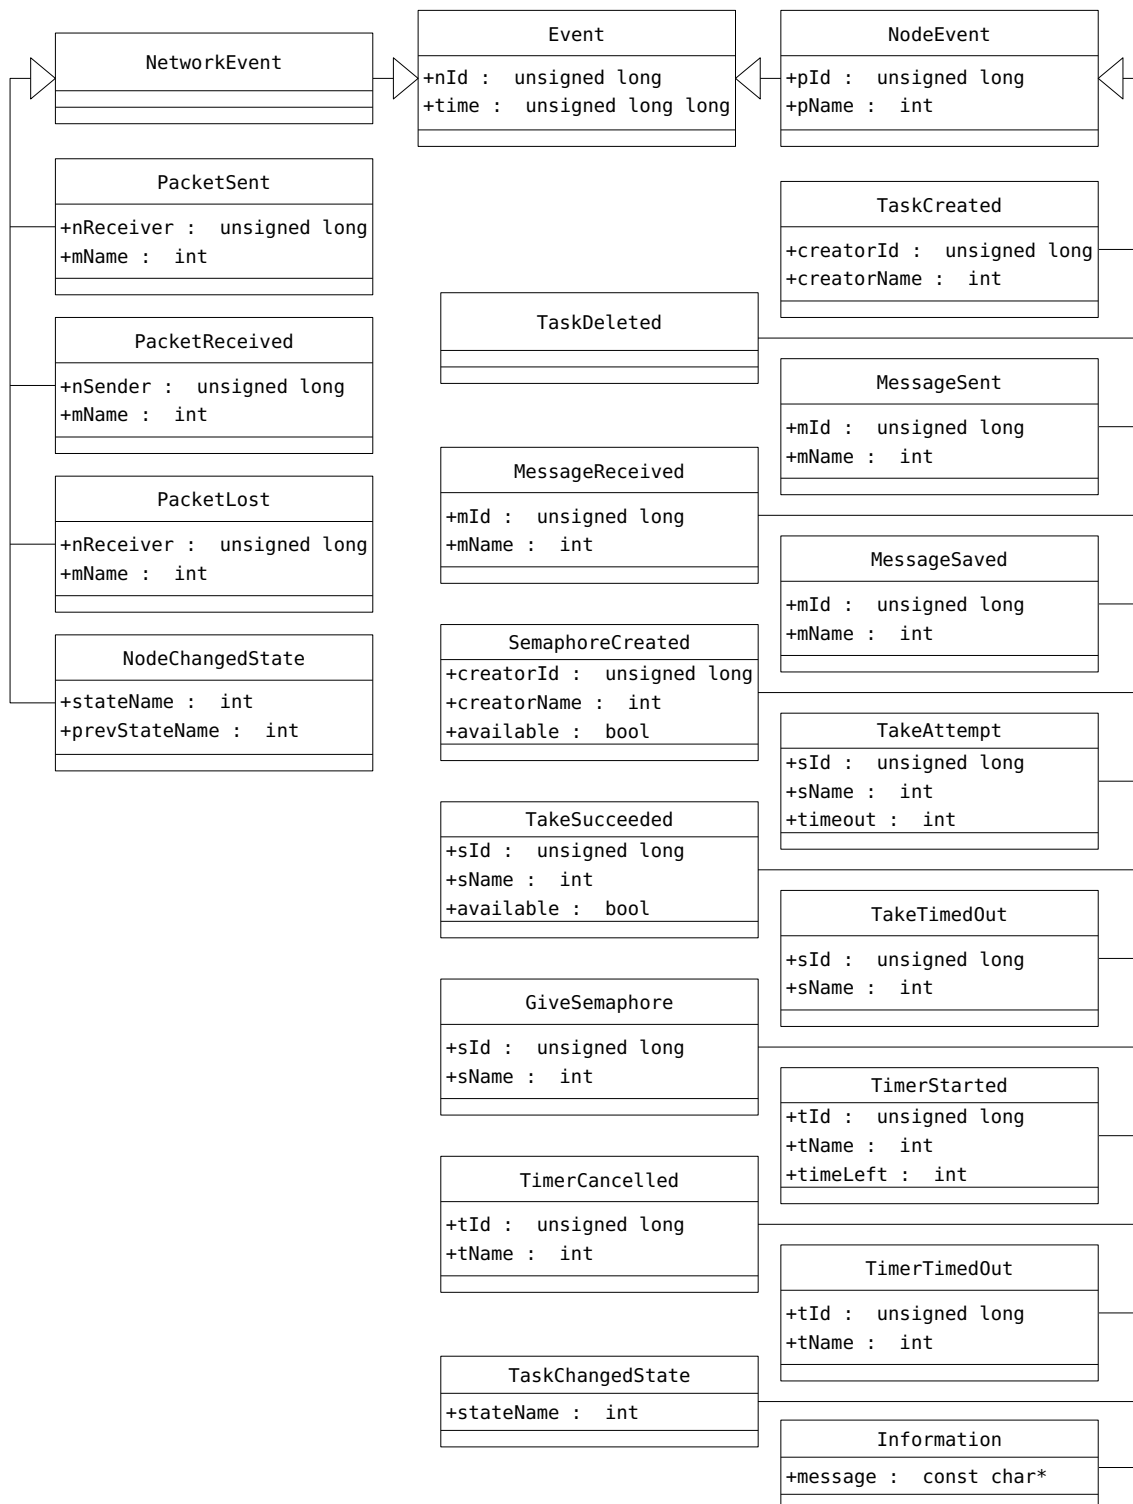 NetworkEvent
Event
+nId : unsigned long
+time : unsigned long long
NodeEvent
+pId : unsigned long
+pName : int
PacketSent
+nReceiver : unsigned long
+mName : int
TaskCreated
+creatorId : unsigned long
+creatorName : int
TaskDeleted
PacketReceived
+nSender : unsigned long
+mName : int
MessageSent
+mId : unsigned long
+mName : int
MessageReceived
+mId : unsigned long
+mName : int
PacketLost
+nReceiver : unsigned long
+mName : int
MessageSaved
+mId : unsigned long
+mName : int
SemaphoreCreated
+creatorId : unsigned long
+creatorName : int
+available : bool
NodeChangedState
+stateName : int
+prevStateName : int
TakeAttempt
+sId : unsigned long
+sName : int
+timeout : int
TakeSucceeded
+sId : unsigned long
+sName : int
+available : bool
TakeTimedOut
+sId : unsigned long
+sName : int
GiveSemaphore
+sId : unsigned long
+sName : int
TimerStarted
+tId : unsigned long
+tName : int
+timeLeft : int
TimerCancelled
+tId : unsigned long
+tName : int
TimerTimedOut
+tId : unsigned long
+tName : int
TaskChangedState
+stateName : int
Information
+message : const char*